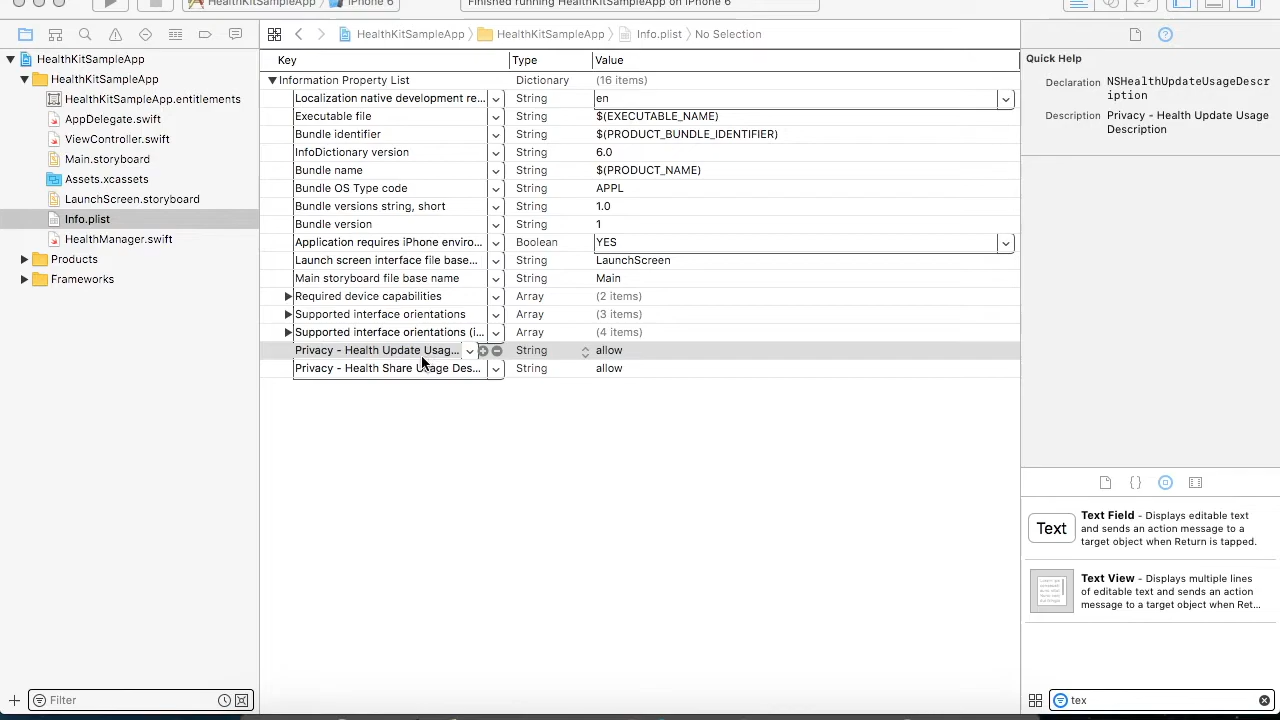 HealthKitSampleApp iPhone 6 Finished running HealthKitSampleApp on iPhone 6
HealthKitSampleApp HealthKitSampleApp Info.plist No Selection
HealthKitSampleApp
HealthKitSampleApp
HealthKitSampleApp.entitlements
AppDelegate.swift
ViewController.swift
Main.storyboard
Assets.xcassets
LaunchScreen.storyboard
Info.plist
HealthManager.swift
Products
Frameworks
Filter
Key Type Value
Information Property List Dictionary (16 items)
Localization native development re... String en
Executable file String $(EXECUTABLE_NAME)
Bundle identifier String $(PRODUCT_BUNDLE_IDENTIFIER)
InfoDictionary version String 6.0
Bundle name String $(PRODUCT_NAME)
Bundle OS Type code String APPL
Bundle versions string, short String 1.0
Bundle version String 1
Application requires iPhone enviro... Boolean YES
Launch screen interface file base... String LaunchScreen
Main storyboard file base name String Main
Required device capabilities Array (2 items)
Supported interface orientations Array (3 items)
Supported interface orientations (i... Array (4 items)
Privacy - Health Update Usag... String allow
Privacy - Health Share Usage Des... String allow
Quick Help
Declaration NSHealthUpdateUsageDescr
iption
Description Privacy - Health Update Usage
Description
{ }
Text
Text Field - Displays editable text
and sends an action message to a
target object when Return is tapped.
Text View - Displays multiple lines
of editable text and sends an action
message to a target object when Ret...
tex